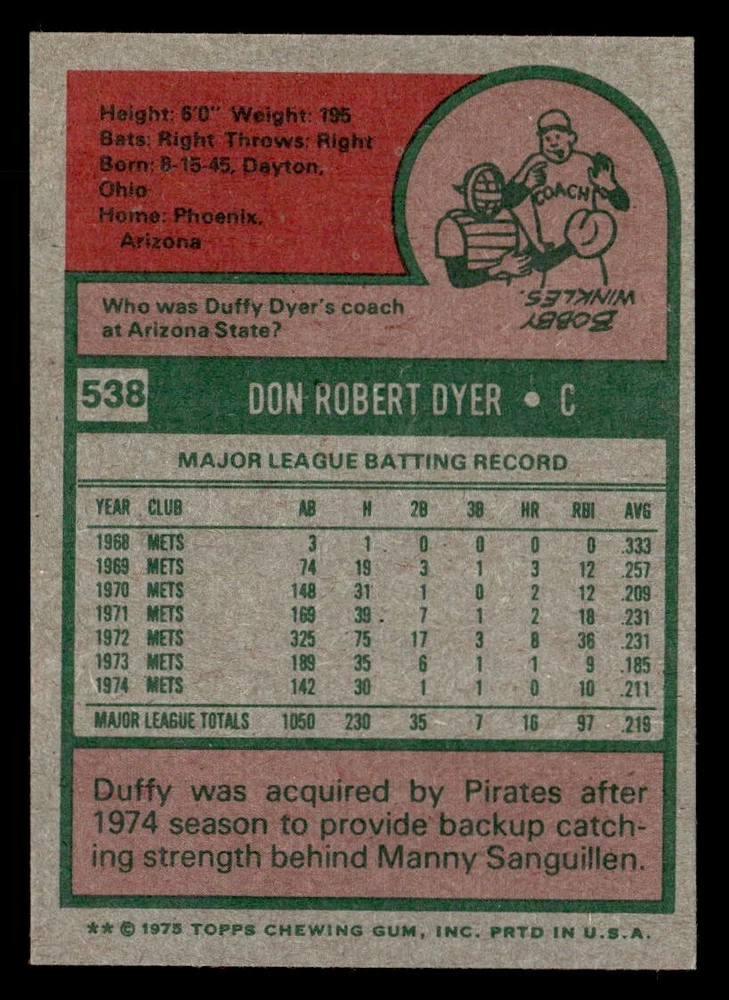 Height: 6'0" Weight: 195
Bats: Right Throws: Right
Born: 8-15-45, Dayton,
Ohio
Home: Phoenix,
Arizona
COACH
BOBBY
WINKLES.
Who was Duffy Dyer's coach
at Arizona State?
538 DON ROBERT DYER • C
MAJOR LEAGUE BATTING RECORD
YEAR CLUB AB H 2B 3B HR RBI AVG
1968 METS 3 1 0 0 0 0 .333
1969 METS 74 19 3 1 3 12 .257
1970 METS 148 31 1 0 2 12 .209
1971 METS 169 39 7 1 2 18 .231
1972 METS 325 75 17 3 8 36 .231
1973 METS 189 35 6 1 1 9 .185
1974 METS 142 30 1 1 0 10 .211
MAJOR LEAGUE TOTALS 1050 230 35 7 16 97 .219
Duffy was acquired by Pirates after
1974 season to provide backup catch-
ing strength behind Manny Sanguillen.
** © 1975 TOPPS CHEWING GUM, INC. PRTD IN U.S.A.